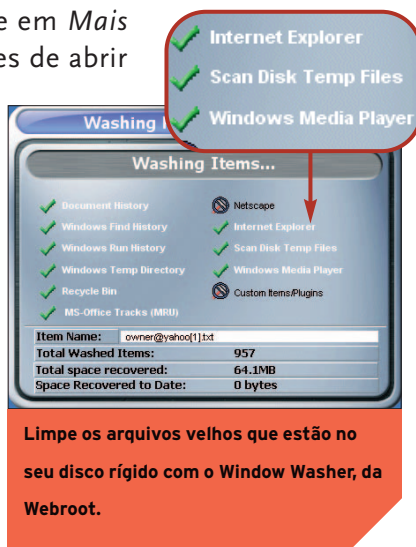 e em Mais
es de abrir
Internet Explorer
Scan Disk Temp Files
Windows Media Player
Washing
Washing Items...
Document History
Windows Find History
Windows Run History
Windows Temp Directory
Recycle Bin
MS-Office Tracks (MRU)
Netscape
Internet Explorer
Scan Disk Temp Files
Windows Media Player
Custom Items/Plugins
Item Name: owner@yahoo[1].txt
Total Washed Items: 957
Total space recovered: 64.1MB
Space Recovered to Date: 0 bytes
Limpe os arquivos velhos que estão no
seu disco rígido com o Window Washer, da
Webroot.